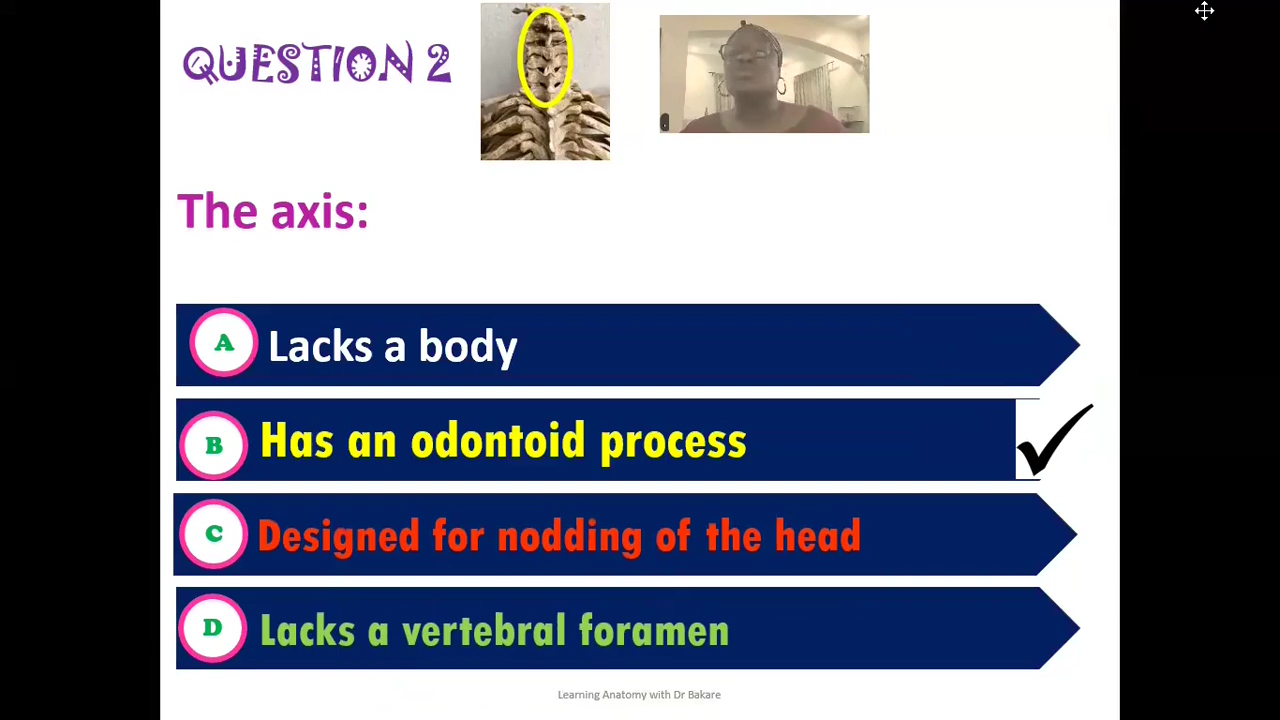 QUESTION 2
The axis:
A Lacks a body
B Has an odontoid process
C Designed for nodding of the head
D Lacks a vertebral foramen
Learning Anatomy with Dr Bakare